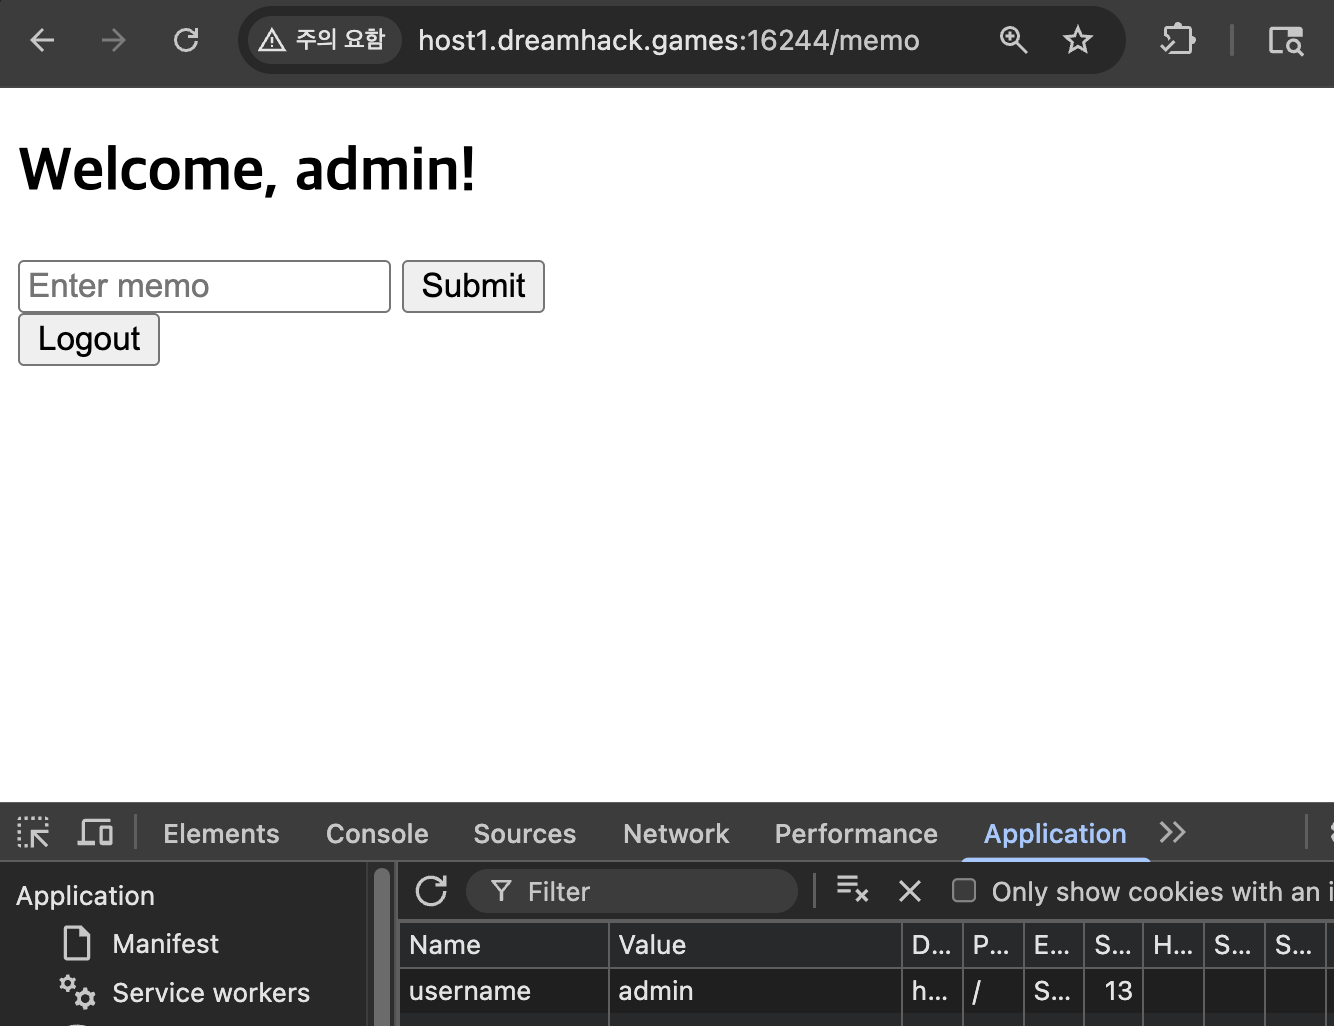 주의 요함 host1.dreamhack.games:16244/memo
Welcome, admin!
Enter memo Submit
Logout
Elements Console Sources Network Performance Application
Application
Filter Only show cookies with an i
Manifest
Name Value D... P... E... S... H... S... S...
Service workers
username admin h... / S... 13